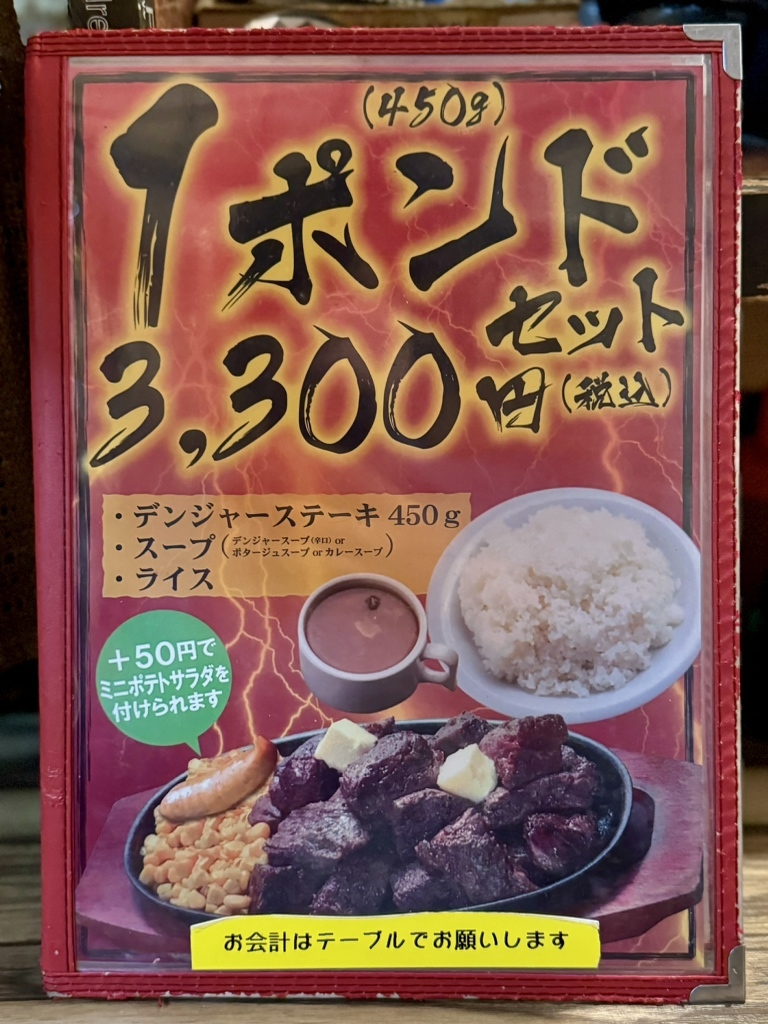 (450g)
1ポンド
セット
3,300円(税込)
・デンジャーステーキ 450g
・スープ(デンジャースープ(辛口) or
ポタージュスープ or カレースープ)
・ライス
+50円で
ミニポテトサラダを
付けられます
お会計はテーブルでお願いします